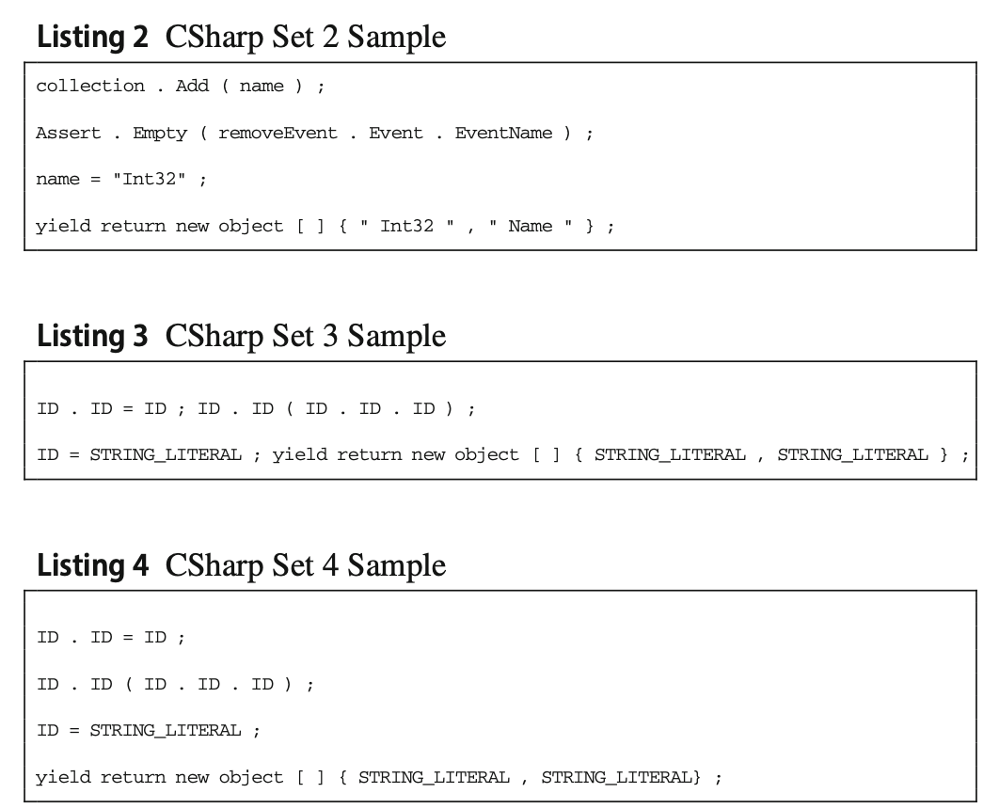 Listing 2 CSharp Set 2 Sample
collection . Add ( name ) ;
Assert . Empty ( removeEvent . Event . EventName ) ;
name = "Int32" ;
yield return new object [ ] { " Int32 " , " Name " } ;
Listing 3 CSharp Set 3 Sample
ID . ID = ID ; ID . ID ( ID . ID . ID ) ;
ID = STRING_LITERAL ; yield return new object [ ] { STRING_LITERAL , STRING_LITERAL } ;
Listing 4 CSharp Set 4 Sample
ID . ID = ID ;
ID . ID ( ID . ID . ID ) ;
ID = STRING_LITERAL ;
yield return new object [ ] { STRING_LITERAL , STRING_LITERAL} ;